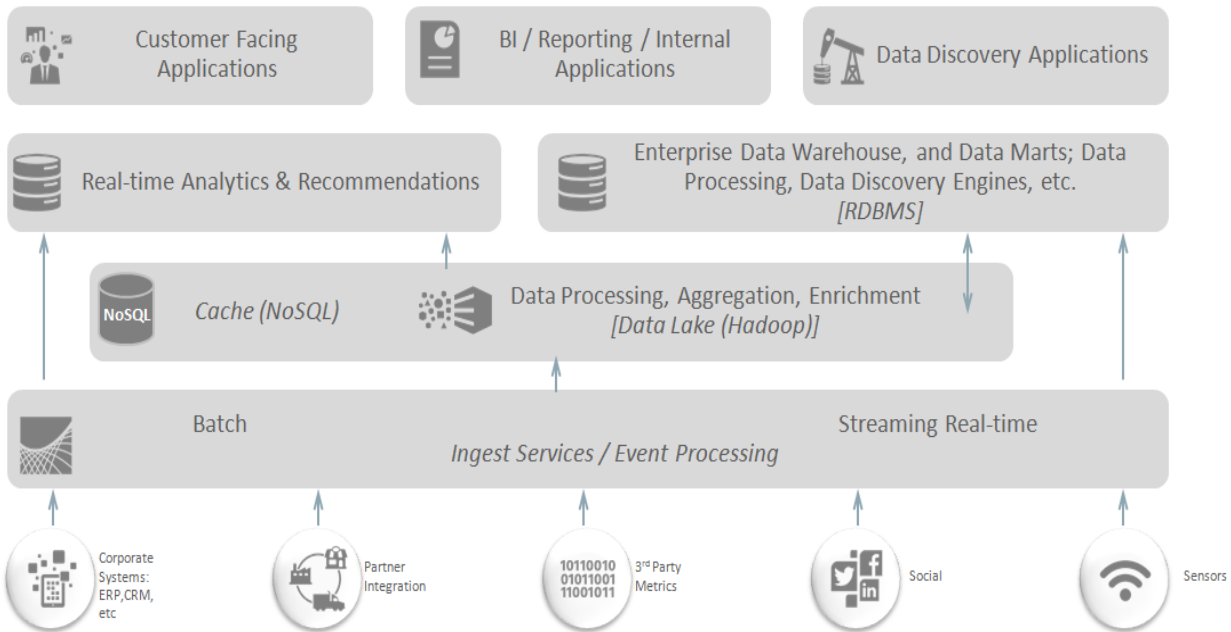 Customer Facing
Applications
BI / Reporting / Internal
Applications
Data Discovery Applications
Real-time Analytics & Recommendations
Enterprise Data Warehouse, and Data Marts; Data
Processing, Data Discovery Engines, etc.
[RDBMS]
NoSQL
Cache (NoSQL)
Data Processing, Aggregation, Enrichment
[Data Lake (Hadoop)]
Batch
Streaming Real-time
Ingest Services / Event Processing
Corporate
Systems:
ERP,CRM,
etc
Partner
Integration
10110010
01011001
11001011
3rd Party
Metrics
f
in
Social
Sensors